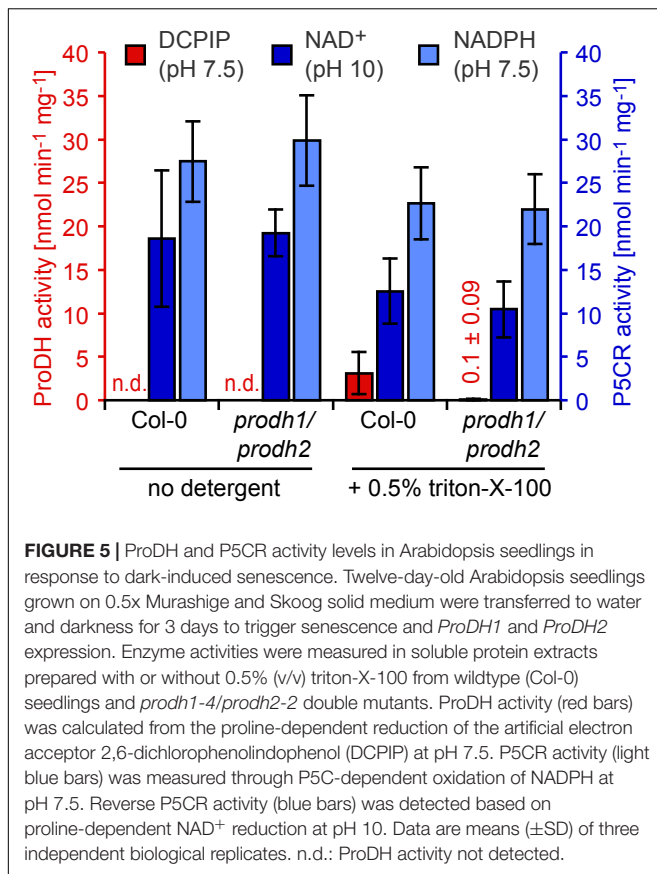 40
35
30
25
20
15
10
5
0
ProDH activity [nmol min-1 mg-1]
DCPIP
(pH 7.5)
NAD+
(pH 10)
NADPH
(pH 7.5)
40
35
30
25
20
15
10
5
0
P5CR activity [nmol min-1 mg-1]
n.d.
n.d.
0.1 ± 0.09
Col-0
prodh1/
prodh2
Col-0
prodh1/
prodh2
no detergent
+ 0.5% triton-X-100
FIGURE 5 | ProDH and P5CR activity levels in Arabidopsis seedlings in
response to dark-induced senescence. Twelve-day-old Arabidopsis seedlings
grown on 0.5x Murashige and Skoog solid medium were transferred to water
and darkness for 3 days to trigger senescence and ProDH1 and ProDH2
expression. Enzyme activities were measured in soluble protein extracts
prepared with or without 0.5% (v/v) triton-X-100 from wildtype (Col-0)
seedlings and prodh1-4/prodh2-2 double mutants. ProDH activity (red bars)
was calculated from the proline-dependent reduction of the artificial electron
acceptor 2,6-dichlorophenolindophenol (DCPIP) at pH 7.5. P5CR activity (light
blue bars) was measured through P5C-dependent oxidation of NADPH at
pH 7.5. Reverse P5CR activity (blue bars) was detected based on
proline-dependent NAD+ reduction at pH 10. Data are means (±SD) of three
independent biological replicates. n.d.: ProDH activity not detected.